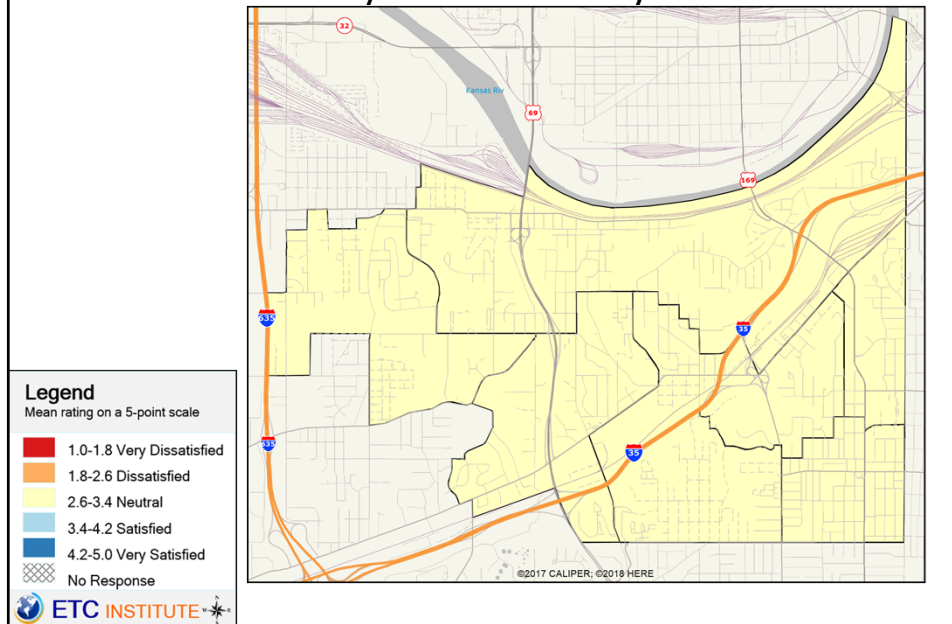 32
Kansas Riv
69
169
635
35
635
35
Legend
Mean rating on a 5-point scale
1.0-1.8 Very Dissatisfied
1.8-2.6 Dissatisfied
2.6-3.4 Neutral
3.4-4.2 Satisfied
4.2-5.0 Very Satisfied
No Response
ETC INSTITUTE
©2017 CALIPER; ©2018 HERE